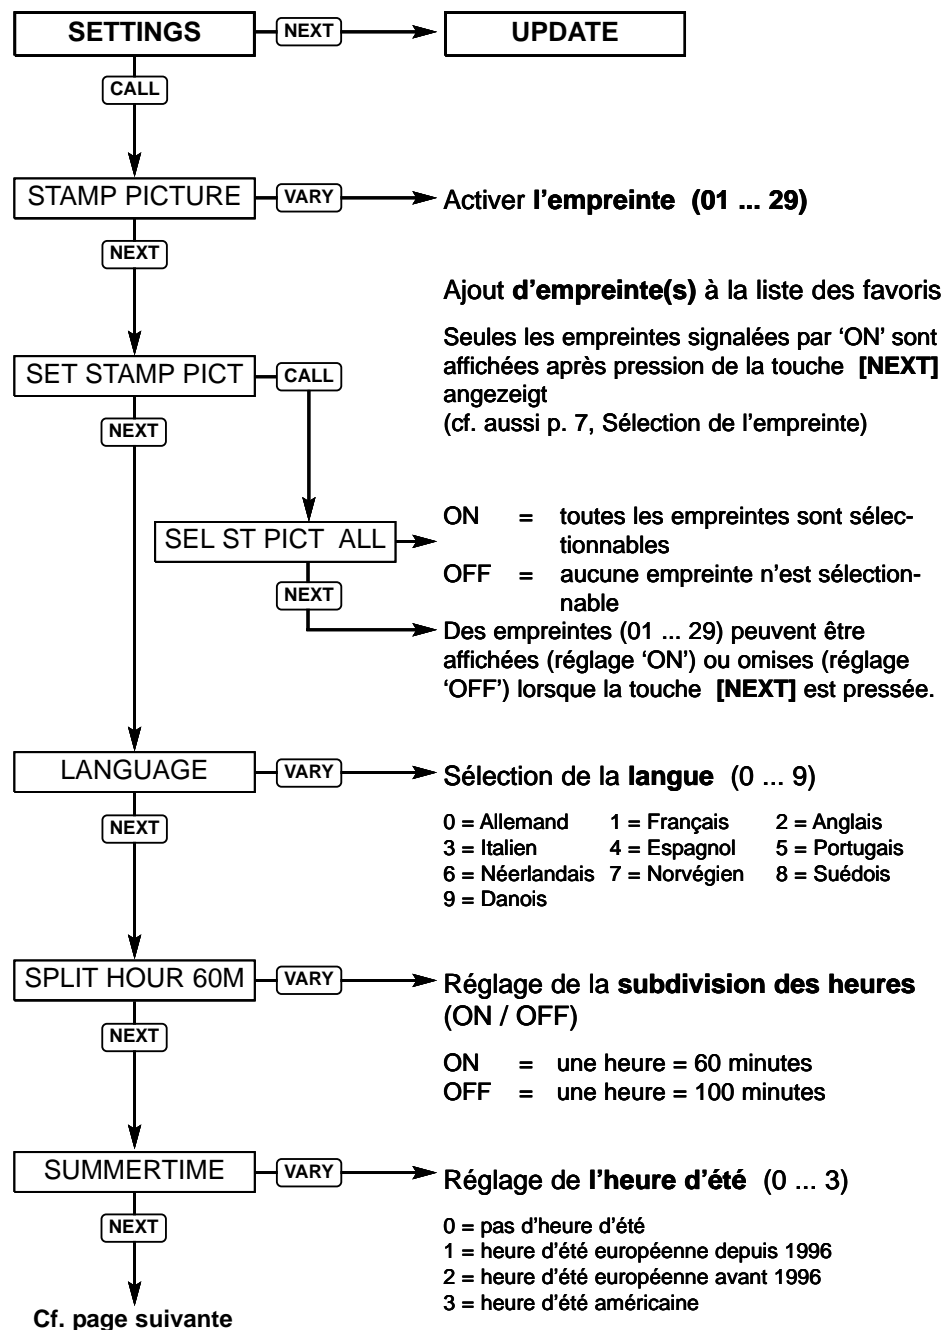 SETTINGS NEXT UPDATE
CALL
STAMP PICTURE VARY Activer l'empreinte (01 ... 29)
NEXT
Ajout d'empreinte(s) à la liste des favoris
Seules les empreintes signalées par ‘ON’ sont
affichées après pression de la touche [NEXT]
angezeigt
(cf. aussi p. 7, Sélection de l'empreinte)
SET STAMP PICT CALL
NEXT
SEL ST PICT ALL
ON = toutes les empreintes sont sélec-
tionnables
OFF = aucune empreinte n'est sélection-
nable
NEXT
Des empreintes (01 ... 29) peuvent être
affichées (réglage ‘ON’) ou omises (réglage
‘OFF’) lorsque la touche [NEXT] est pressée.
LANGUAGE VARY Sélection de la langue (0 ... 9)
NEXT
0 = Allemand 1 = Français 2 = Anglais
3 = Italien 4 = Espagnol 5 = Portugais
6 = Néerlandais 7 = Norvégien 8 = Suédois
9 = Danois
SPLIT HOUR 60M VARY Réglage de la subdivision des heures
(ON / OFF)
NEXT
ON = une heure = 60 minutes
OFF = une heure = 100 minutes
SUMMERTIME VARY Réglage de l'heure d'été (0 ... 3)
NEXT
0 = pas d'heure d'été
1 = heure d'été européenne depuis 1996
2 = heure d'été européenne avant 1996
3 = heure d'été américaine
Cf. page suivante